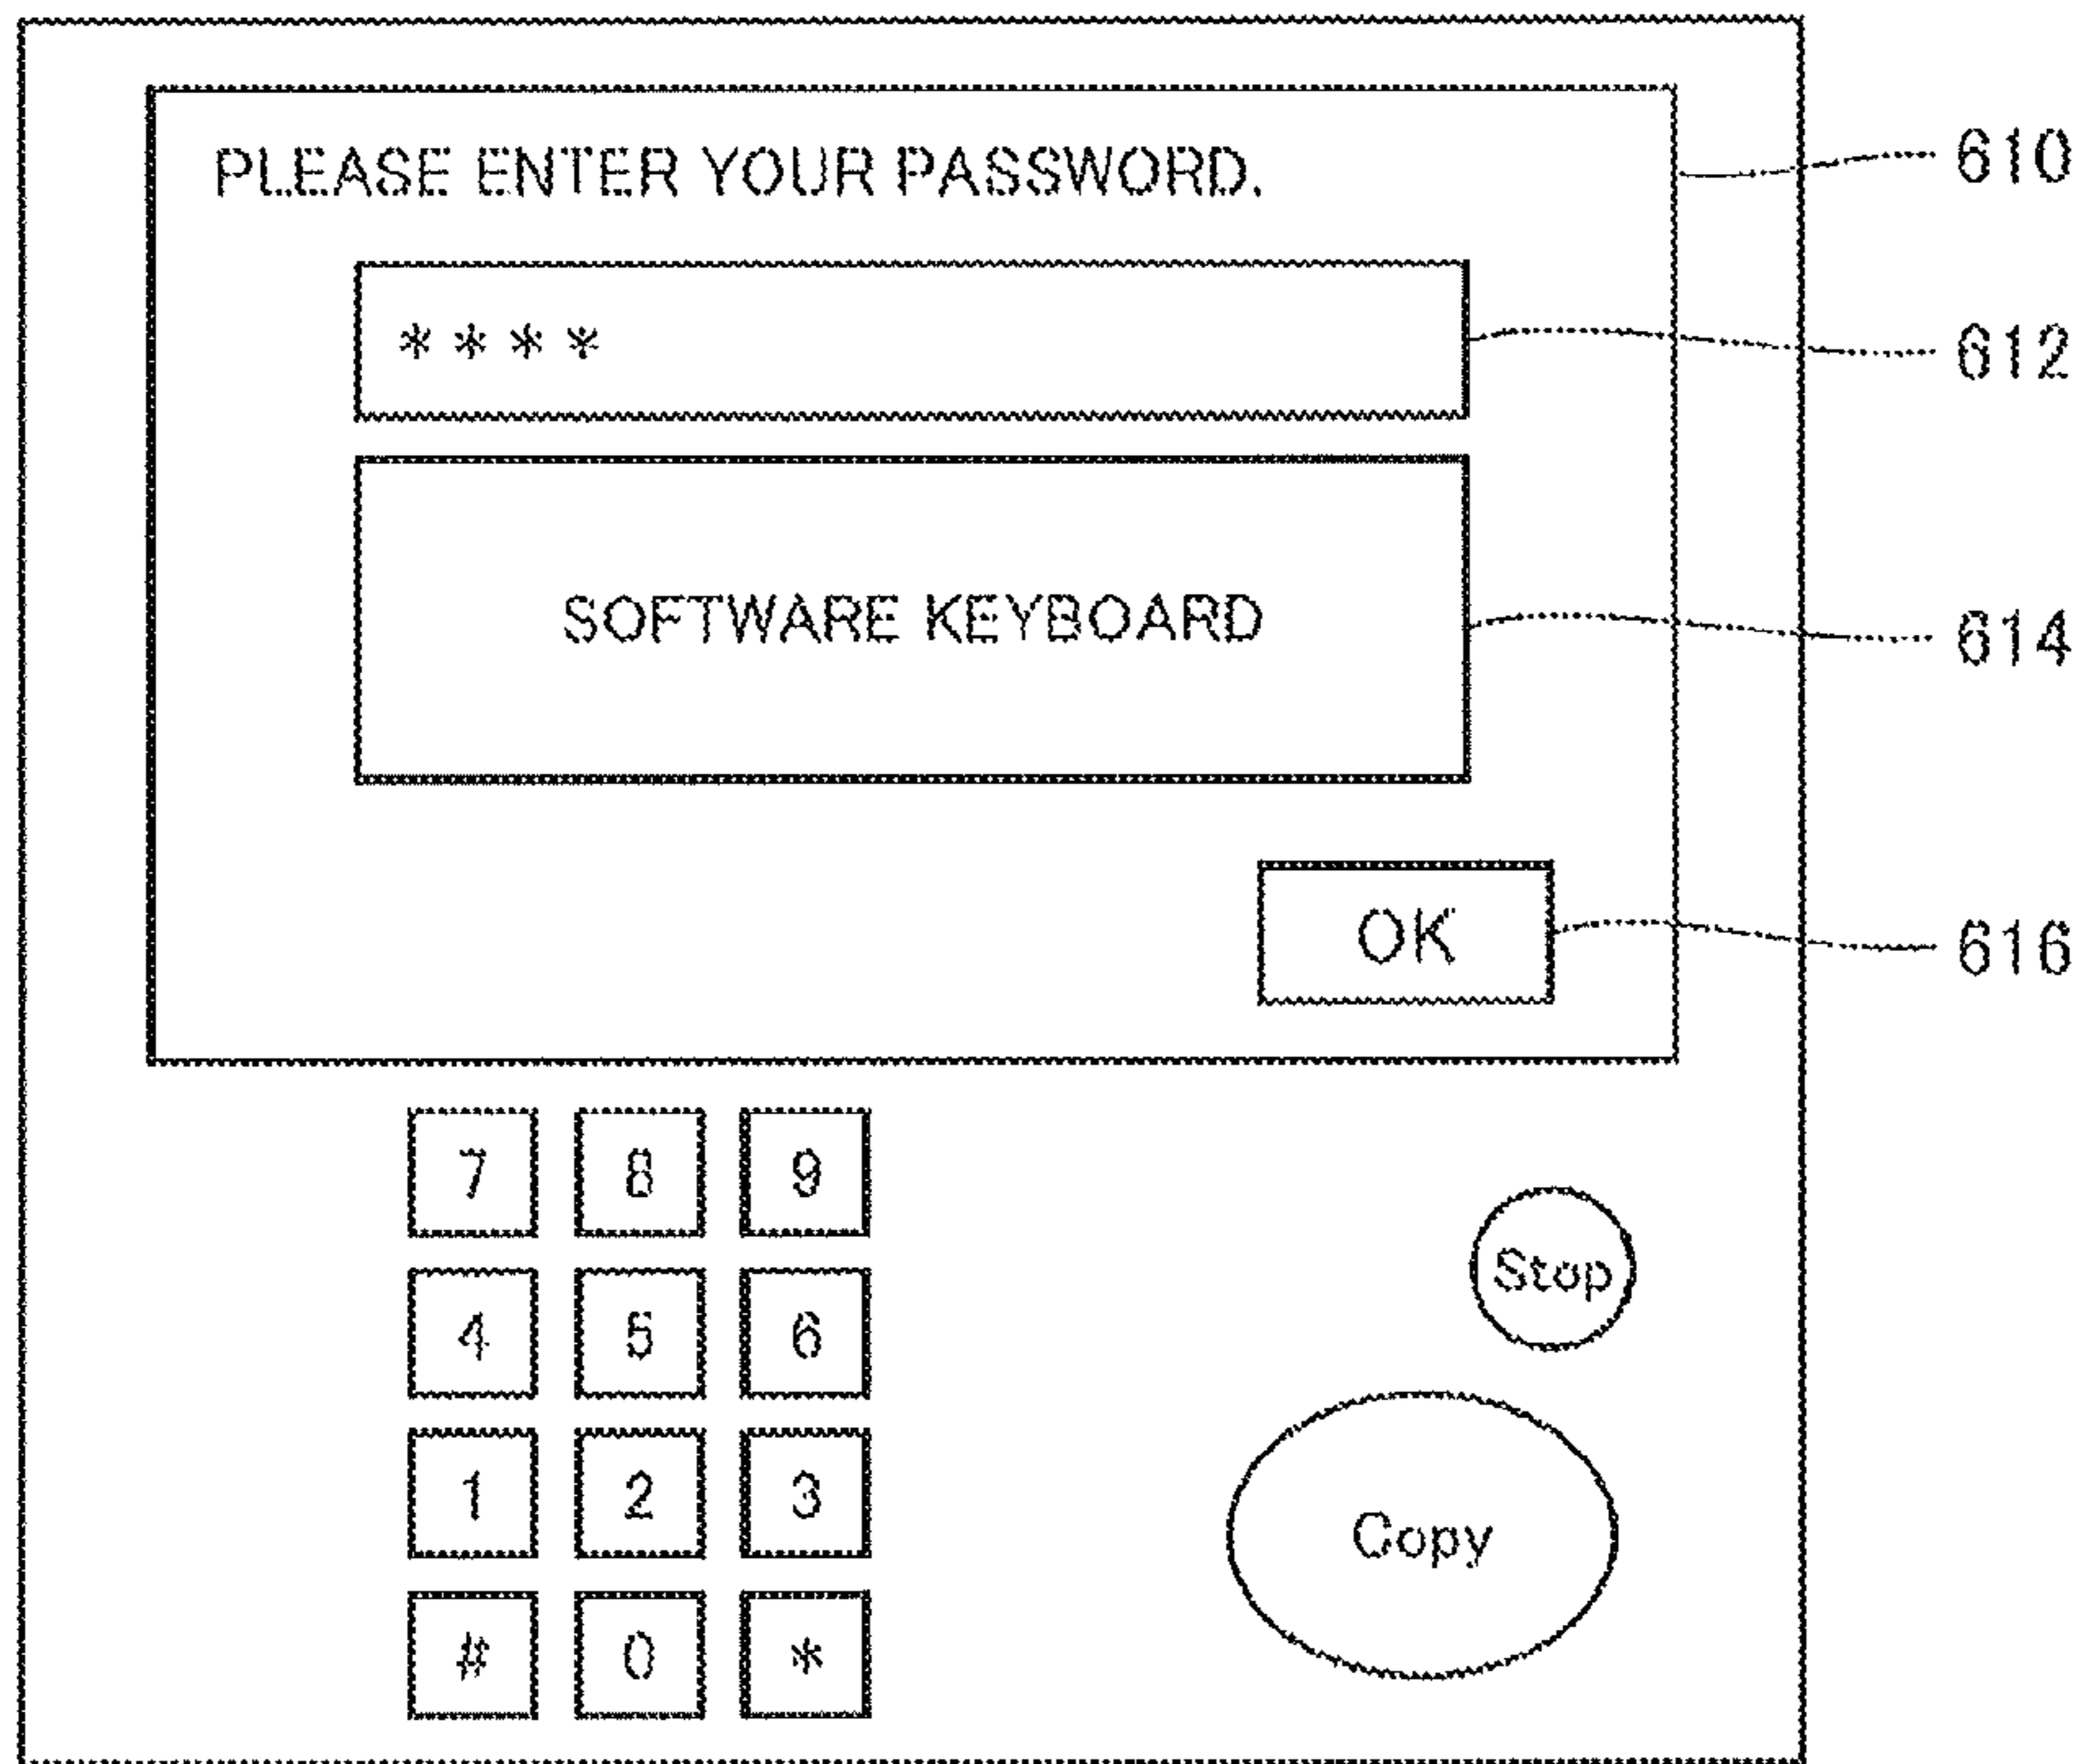 PLEASE ENTER YOUR PASSWORD.
610
****
612
SOFTWARE KEYBOARD
614
OK
616
7 8 9
Stop
4 5 6
1 2 3
Copy
# 0 *